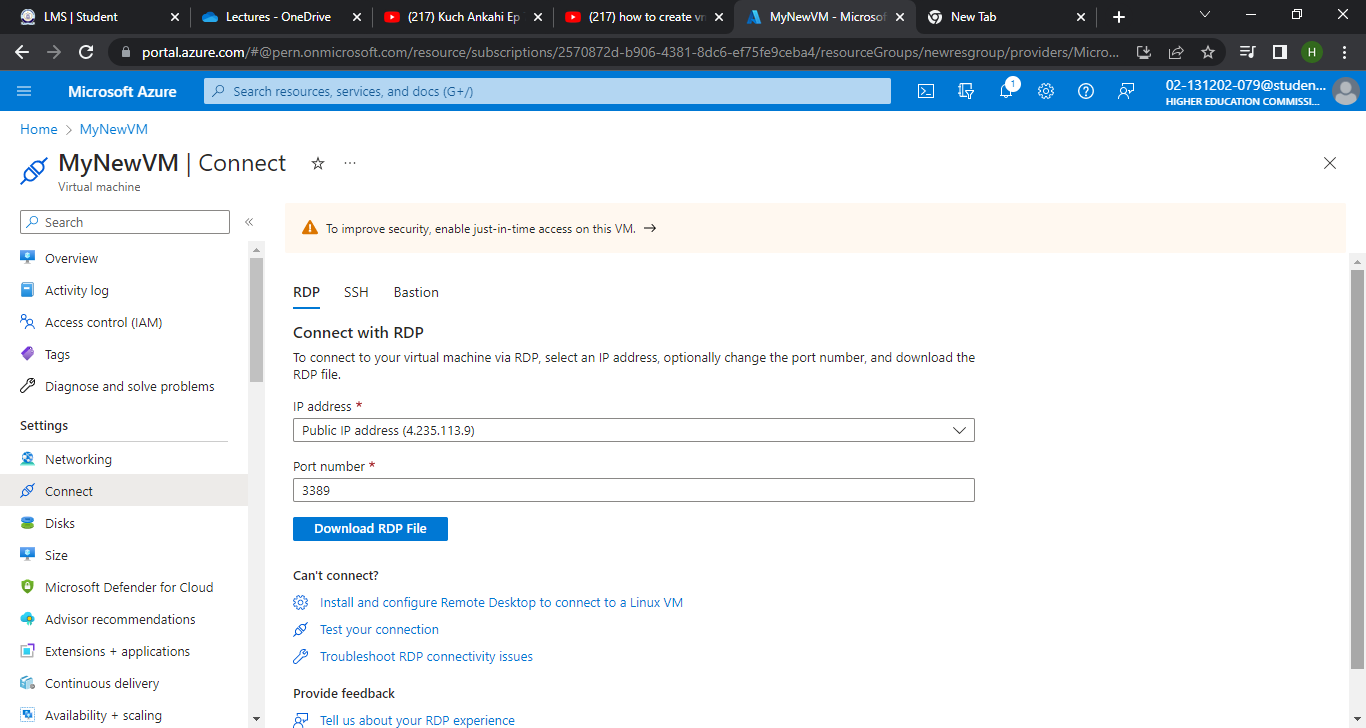 LMS | Student
Lectures - OneDrive
(217) Kuch Ankahi Ep
(217) how to create vm
MyNewVM - Microsof
New Tab
portal.azure.com/#@pern.onmicrosoft.com/resource/subscriptions/2570872d-b906-4381-8dc6-ef75fe9ceba4/resourceGroups/newresgroup/providers/Micro...
H
Microsoft Azure
Search resources, services, and docs (G+/)
1
02-131202-079@studen...
HIGHER EDUCATION COMMISSI...
Home > MyNewVM
MyNewVM | Connect
Virtual machine
Search
Overview
Activity log
Access control (IAM)
Tags
Diagnose and solve problems
Settings
Networking
Connect
Disks
Size
Microsoft Defender for Cloud
Advisor recommendations
Extensions + applications
Continuous delivery
Availability + scaling
To improve security, enable just-in-time access on this VM. →
RDP
SSH
Bastion
Connect with RDP
To connect to your virtual machine via RDP, select an IP address, optionally change the port number, and download the
RDP file.
IP address *
Public IP address (4.235.113.9)
Port number *
3389
Download RDP File
Can't connect?
Install and configure Remote Desktop to connect to a Linux VM
Test your connection
Troubleshoot RDP connectivity issues
Provide feedback
Tell us about your RDP experience